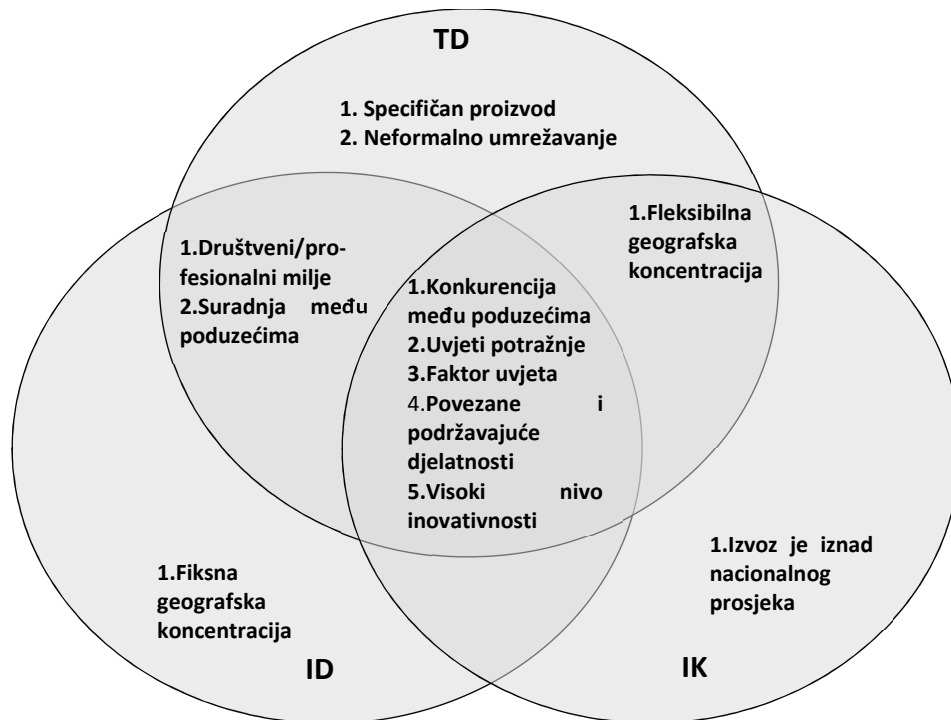 TD
1. Specifičan proizvod
2. Neformalno umrežavanje
1.Društveni/pro-
fesionalni milje
2.Suradnja među
poduzećima
1.Fleksibilna
geografska
koncentracija
1.Konkurencija
među poduzećima
2.Uvjeti potražnje
3.Faktor uvjeta
4.Povezane i
podržavajuće
djelatnosti
5.Visoki nivo
inovativnosti
1.Fiksna
geografska
koncentracija
1.Izvoz je iznad
nacionalnog
prosjeka
ID
IK